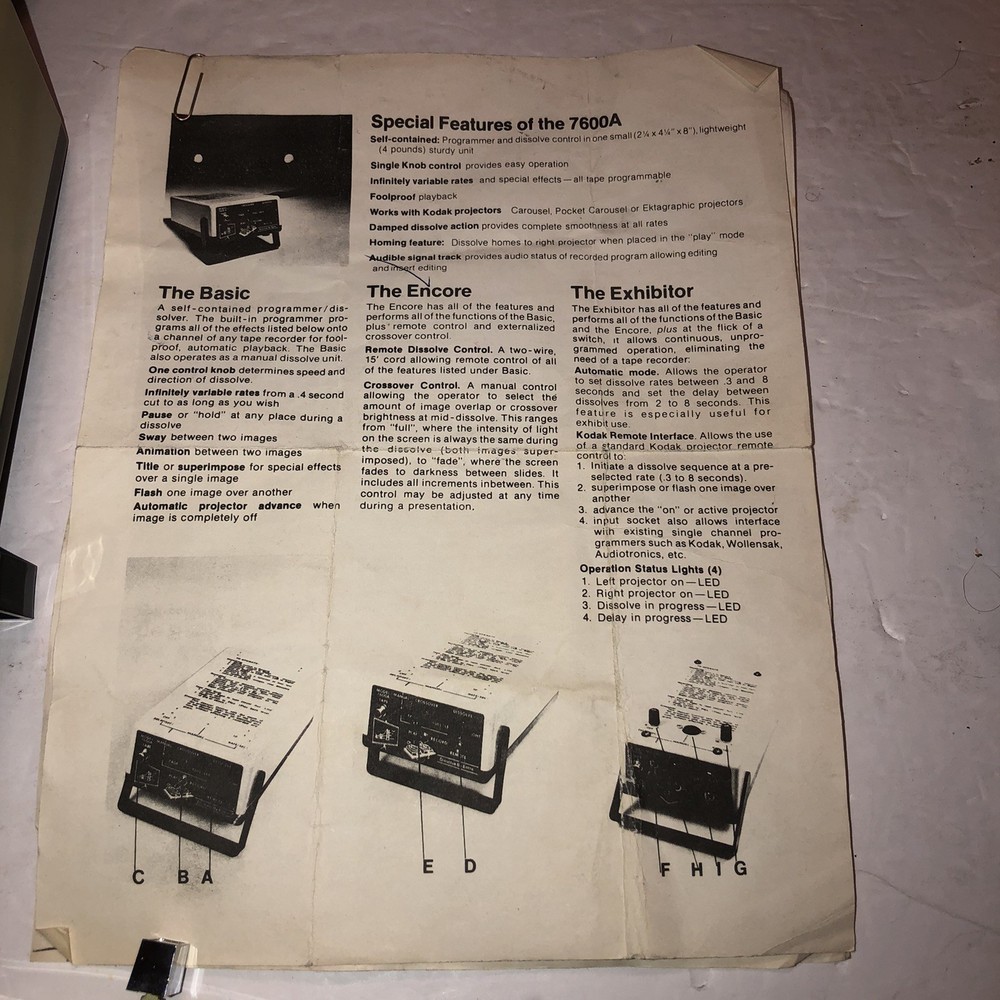 Special Features of the 7600A
Self-contained: Programmer and dissolve control in one small (2¼ x 4¼" x 8"), lightweight
(4 pounds) sturdy unit
Single Knob control provides easy operation
Infinitely variable rates and special effects — all tape programmable
Foolproof playback
Works with Kodak projectors Carousel, Pocket Carousel or Ektagraphic projectors
Damped dissolve action provides complete smoothness at all rates
Homing feature: Dissolve homes to right projector when placed in the "play" mode
Audible signal track provides audio status of recorded program allowing editing
and insert editing
The Basic
A self-contained programmer/dis-
solver. The built-in programmer pro-
grams all of the effects listed below onto
a channel of any tape recorder for fool-
proof, automatic playback. The Basic
also operates as a manual dissolve unit.
One control knob determines speed and
direction of dissolve.
Infinitely variable rates from a .4 second
cut to as long as you wish
Pause or "hold" at any place during a
dissolve
Sway between two images
Animation between two images
Title or superimpose for special effects
over a single image
Flash one image over another
Automatic projector advance when
image is completely off
The Encore
The Encore has all of the features and
performs all of the functions of the Basic,
plus remote control and externalized
crossover control.
Remote Dissolve Control. A two-wire,
15' cord allowing remote control of all
of the features listed under Basic.
Crossover Control. A manual control
allowing the operator to select the
amount of image overlap or crossover
brightness at mid-dissolve. This ranges
from "full", where the intensity of light
on the screen is always the same during
the dissolve (both images super-
imposed), to "fade", where the screen
fades to darkness between slides. It
includes all increments inbetween. This
control may be adjusted at any time
during a presentation.
The Exhibitor
The Exhibitor has all of the features and
performs all of the functions of the Basic
and the Encore, plus at the flick of a
switch, it allows continuous, unpro-
grammed operation, eliminating the
need of a tape recorder.
Automatic mode. Allows the operator
to set dissolve rates between .3 and 8
seconds and set the delay between
dissolves from 2 to 8 seconds. This
feature is especially useful for
exhibit use.
Kodak Remote Interface. Allows the use
of a standard Kodak projector remote
control to:
1. Initiate a dissolve sequence at a pre-
selected rate (.3 to 8 seconds).
2. superimpose or flash one image over
another
3. advance the "on" or active projector
4. input socket also allows interface
with existing single channel pro-
grammers such as Kodak, Wollensak,
Audiotronics, etc.
Operation Status Lights (4)
1. Left projector on — LED
2. Right projector on — LED
3. Dissolve in progress — LED
4. Delay in progress — LED
C B A
E D
F H I G